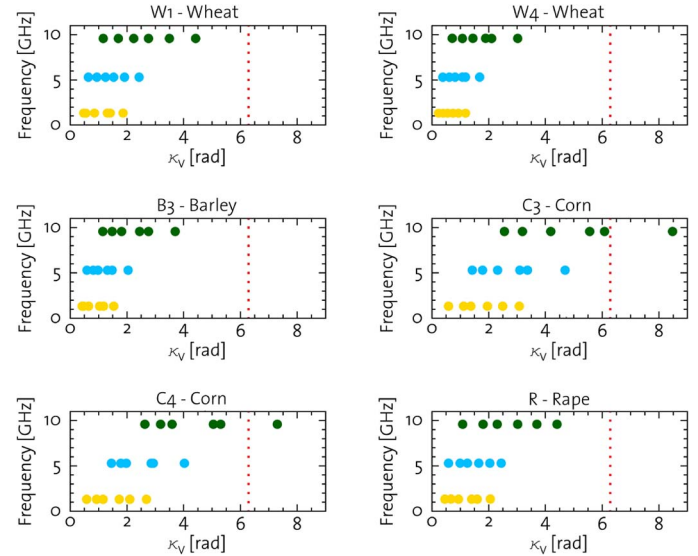 W1 - Wheat
Frequency [GHz]
10
5
0
0 2 4 6 8
κV [rad]
W4 - Wheat
Frequency [GHz]
10
5
0
0 2 4 6 8
κV [rad]
B3 - Barley
Frequency [GHz]
10
5
0
0 2 4 6 8
κV [rad]
C3 - Corn
Frequency [GHz]
10
5
0
0 2 4 6 8
κV [rad]
C4 - Corn
Frequency [GHz]
10
5
0
0 2 4 6 8
κV [rad]
R - Rape
Frequency [GHz]
10
5
0
0 2 4 6 8
κV [rad]